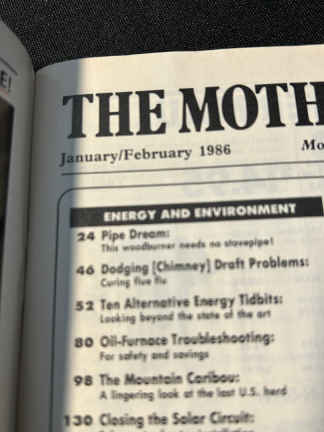 E!
THE MOTH
January/February 1986
Mo
ENERGY AND ENVIRONMENT
24 Pipe Dream:
This woodburner needs no stovepipe!
46 Dodging [Chimney] Draft Problems:
Curing flue flu
52 Ten Alternative Energy Tidbits:
Looking beyond the state of the art
80 Oil-Furnace Troubleshooting:
For safety and savings
98 The Mountain Caribou:
A lingering look at the last U.S. herd
130 Closing the Solar Circuit: